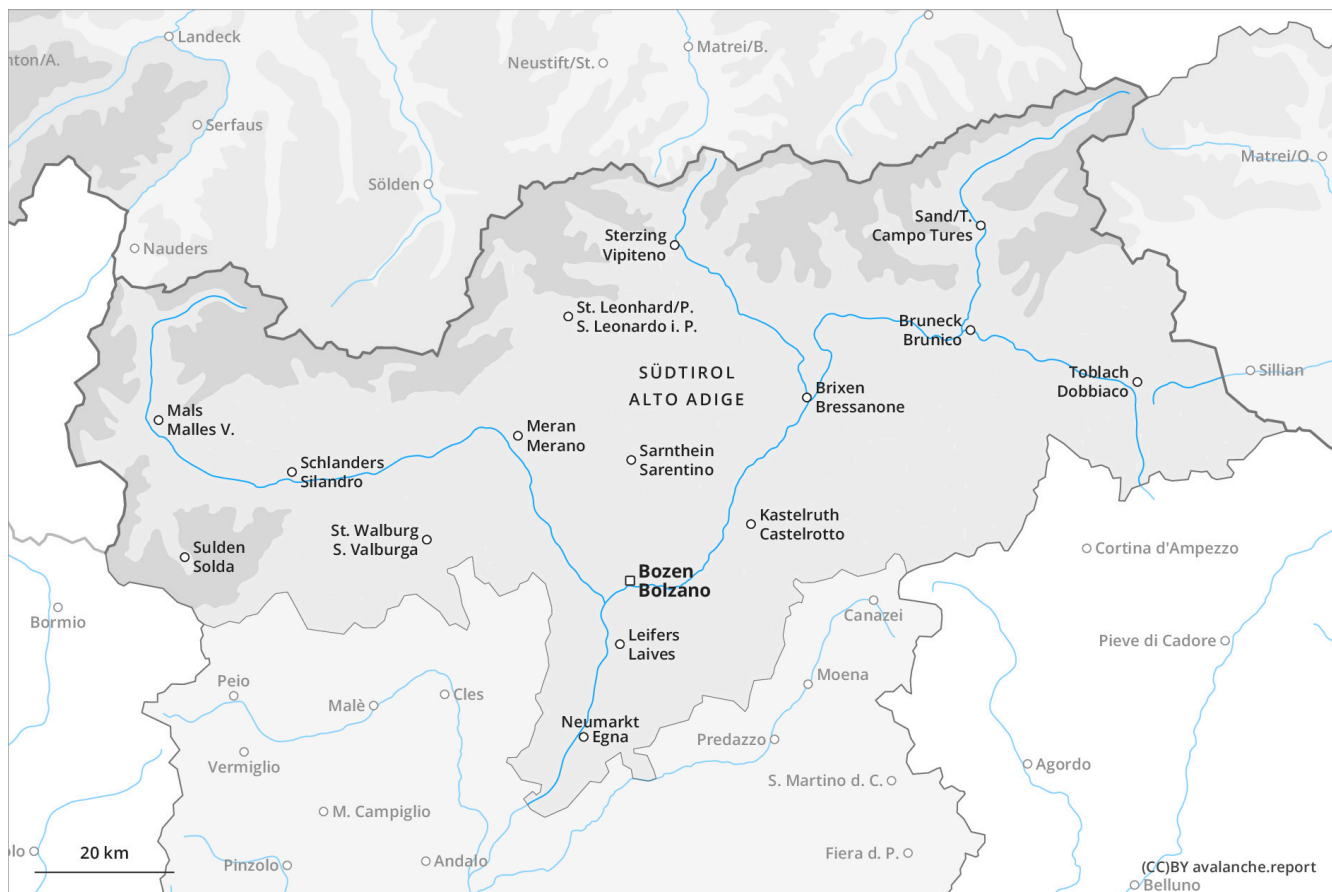 Landeck
nton/A.
Matrei/B.
Neustift/St.
Serfaus
Matrei/O.
Sölden
Sand/T.
Campo Tures
Sterzing
Vipiteno
Nauders
St. Leonhard/P.
S. Leonardo i. P.
Bruneck
Brunico
SÜDTIROL
ALTO ADIGE
Toblach
Dobbiaco
Sillian
Brixen
Bressanone
Mals
Malles V.
Meran
Merano
Sarnthein
Sarentino
Schlanders
Silandro
Kastelruth
Castelrotto
St. Walburg
S. Valburga
Sulden
Solda
Cortina d'Ampezzo
Bozen
Bolzano
Bormio
Canazei
Leifers
Laives
Pieve di Cadore
Peio
Malè
Cles
Moena
Neumarkt
Egna
Predazzo
Vermiglio
Agordo
S. Martino d. C.
M. Campiglio
20 km
olo
Pinzolo
Andalo
Fiera d. P.
(CC)BY avalanche.report
Belluno